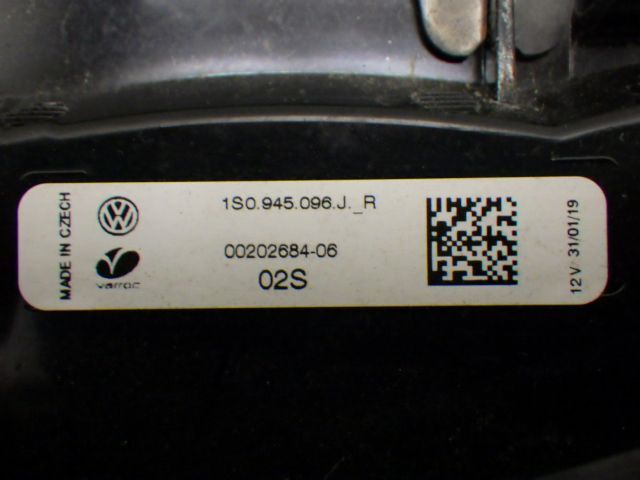 MADE IN CZECH
varroc
1S0.945.096.J._R
00202684-06
02S
12V 31/01/19